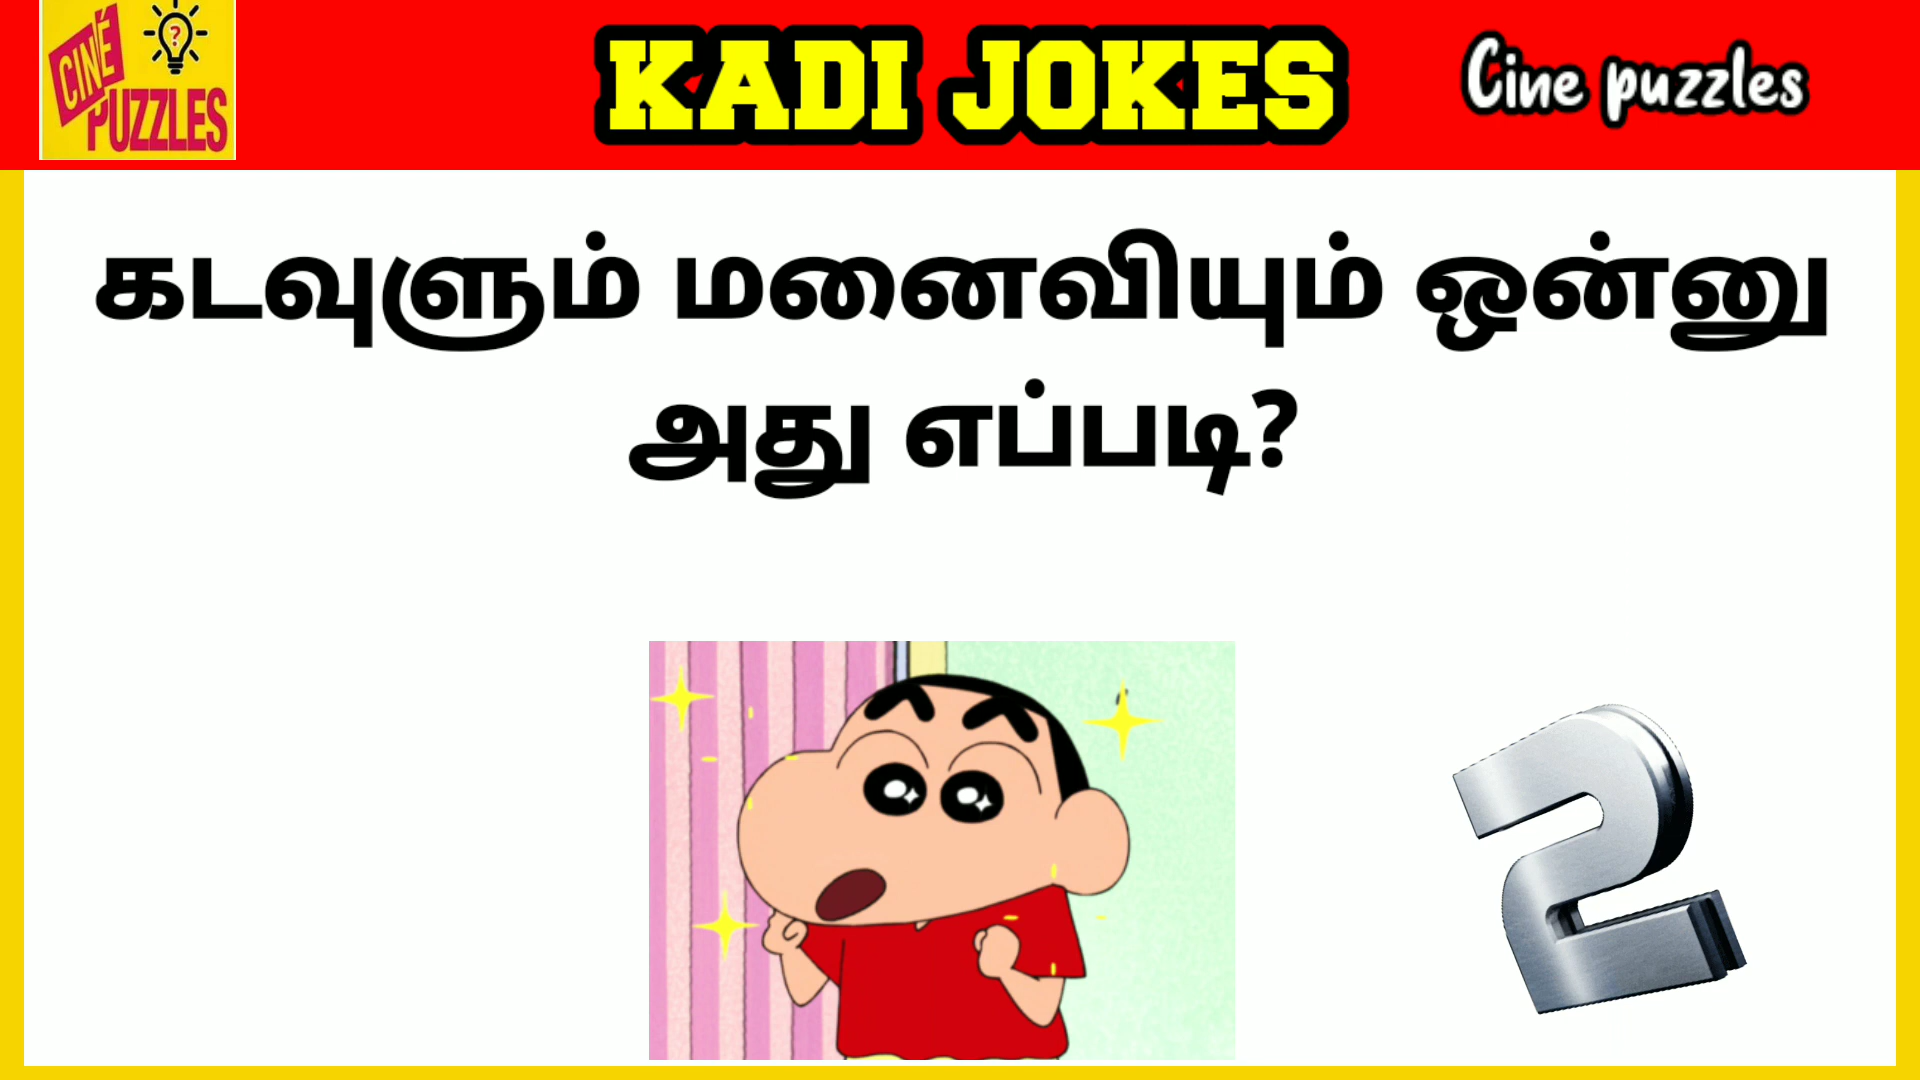 CINÉ
PUZZLES
?
KADI JOKES
Cine puzzles
கடவுளும் மனைவியும் ஒன்னு
அது எப்படி?
2